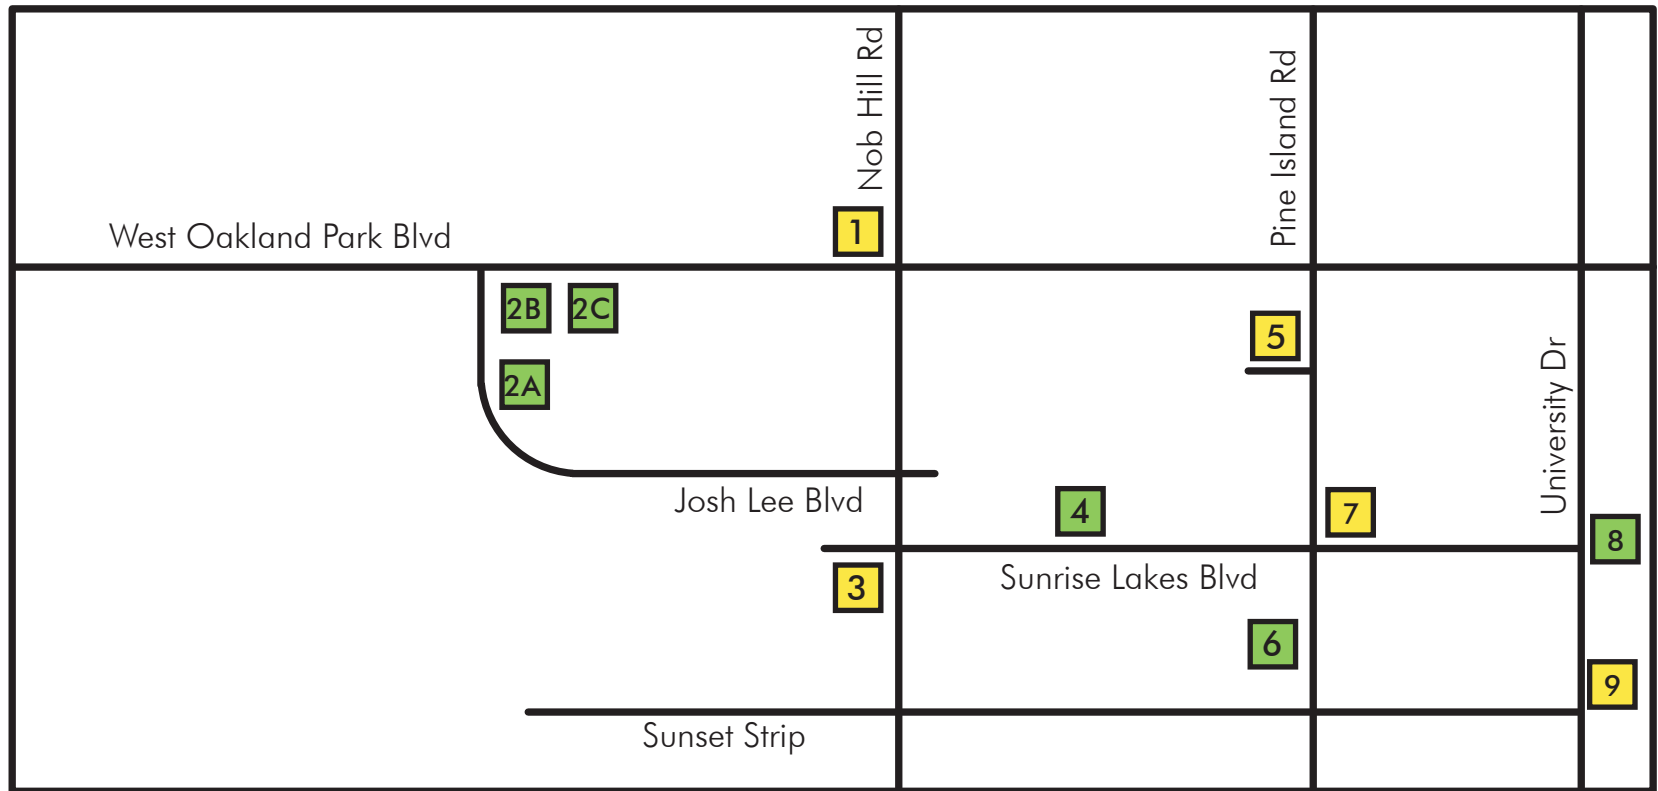 Nob Hill Rd
Pine Island Rd
1
West Oakland Park Blvd
2B
2C
5
2A
University Dr
Josh Lee Blvd
4
7
8
3
Sunrise Lakes Blvd
6
9
Sunset Strip